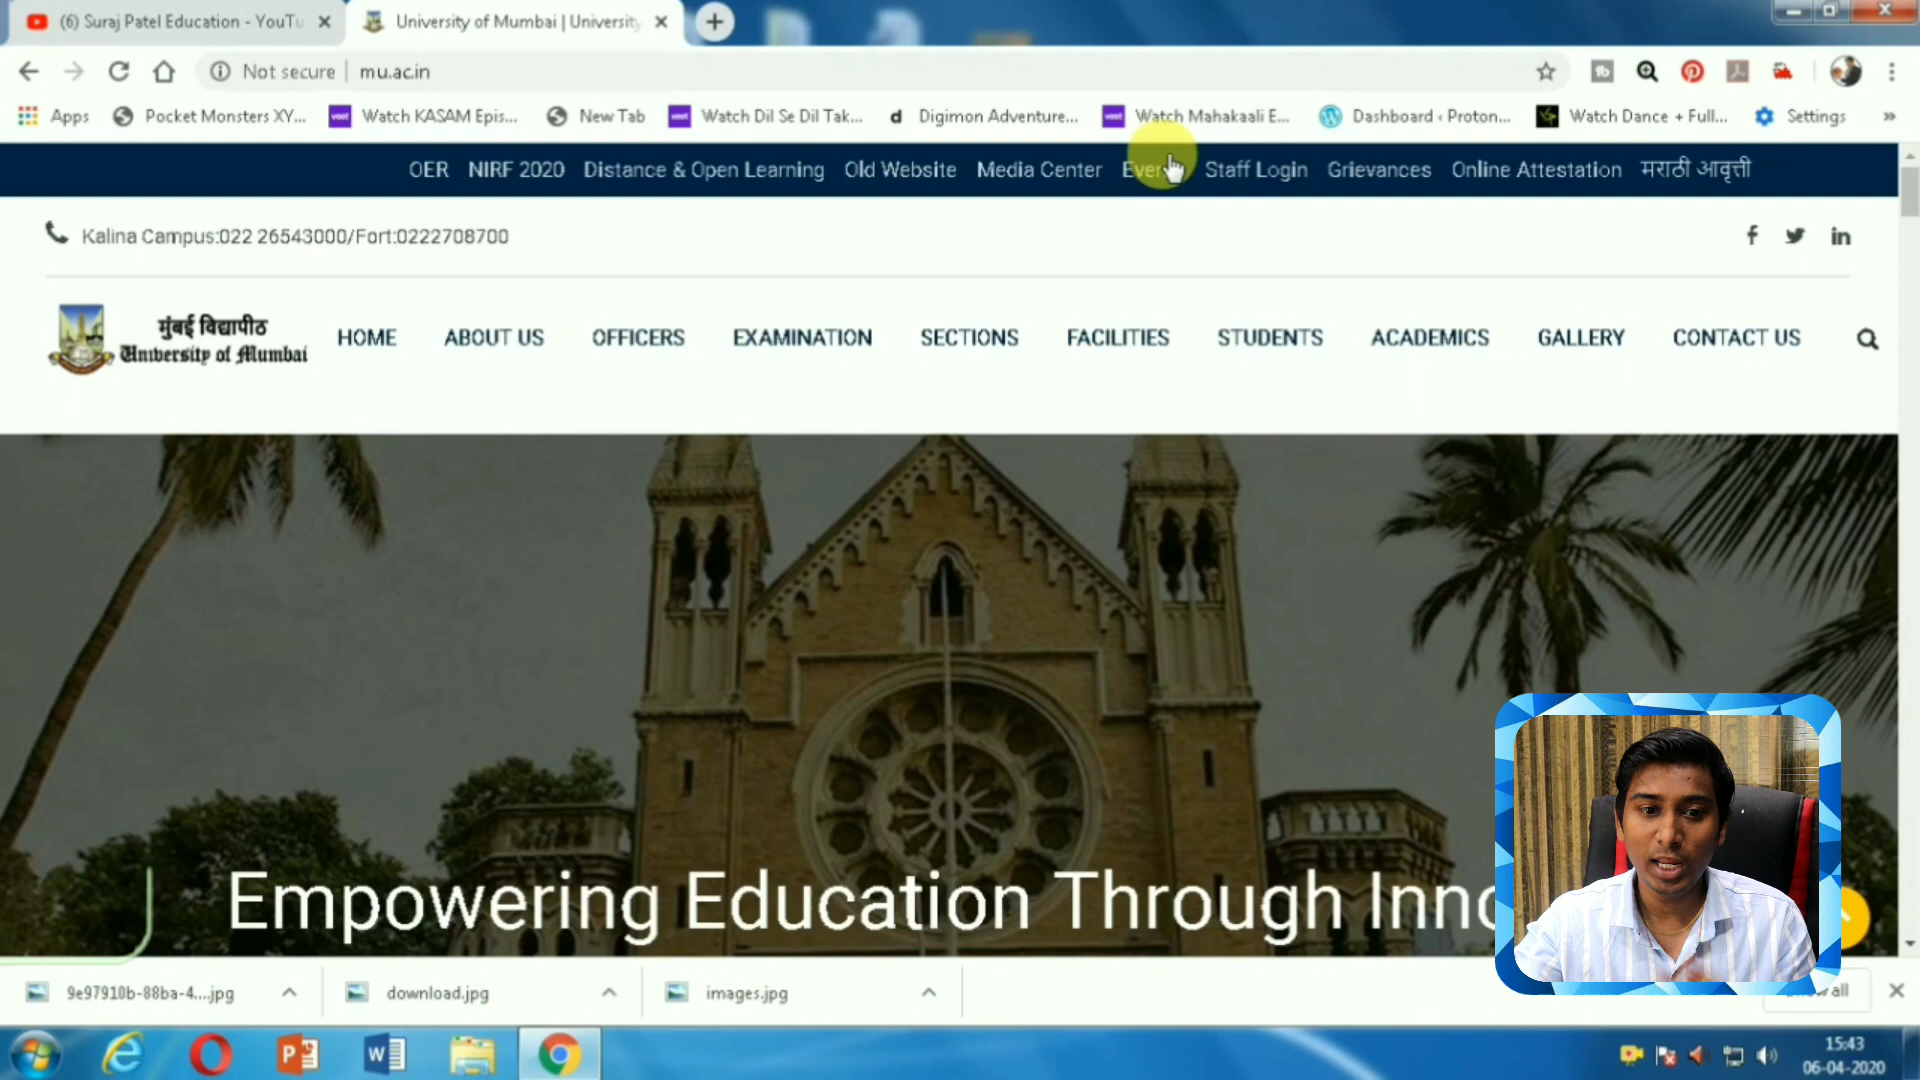 (6) Suraj Patel Education - YouTu
University of Mumbai | University
Not secure | mu.ac.in
Apps Pocket Monsters XY... Watch KASAM Epis... New Tab Watch Dil Se Dil Tak... Digimon Adventure... Watch Mahakaali E... Dashboard ‹ Proton... Watch Dance + Full... Settings »
OER NIRF 2020 Distance & Open Learning Old Website Media Center Staff Login Grievances Online Attestation मराठी आवृत्ती
Kalina Campus:022 26543000/Fort:0222708700
मुंबई विद्यापीठ
University of Mumbai
HOME ABOUT US OFFICERS EXAMINATION SECTIONS FACILITIES STUDENTS ACADEMICS GALLERY CONTACT US
Empowering Education Through
9e97910b-88ba-4....jpg download.jpg images.jpg all
15:43
06-04-2020